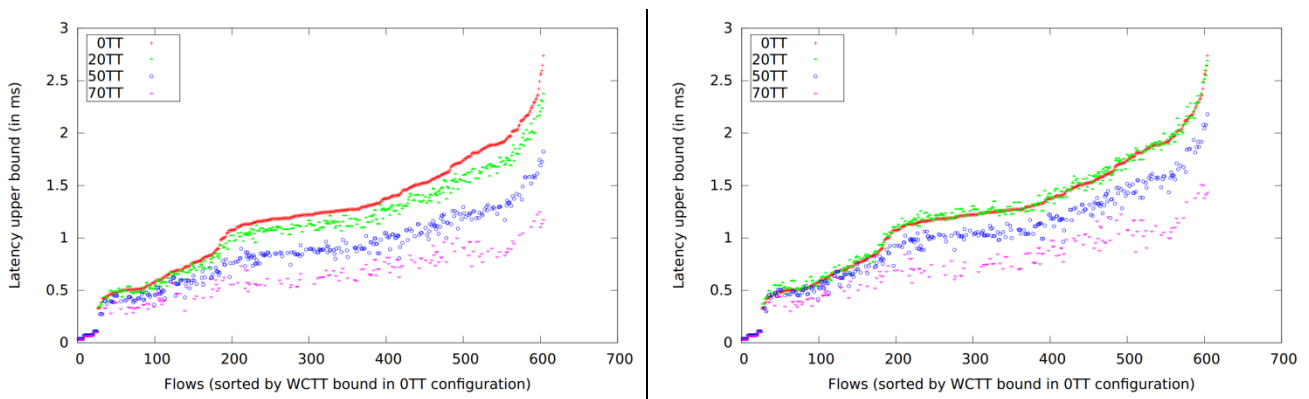 Latency upper bound (in ms)
3
2.5
2
1.5
1
0.5
0
0TT
20TT
50TT
70TT
0 100 200 300 400 500 600 700
Flows (sorted by WCTT bound in 0TT configuration)
Latency upper bound (in ms)
3
2.5
2
1.5
1
0.5
0
0TT
20TT
50TT
70TT
0 100 200 300 400 500 600 700
Flows (sorted by WCTT bound in 0TT configuration)